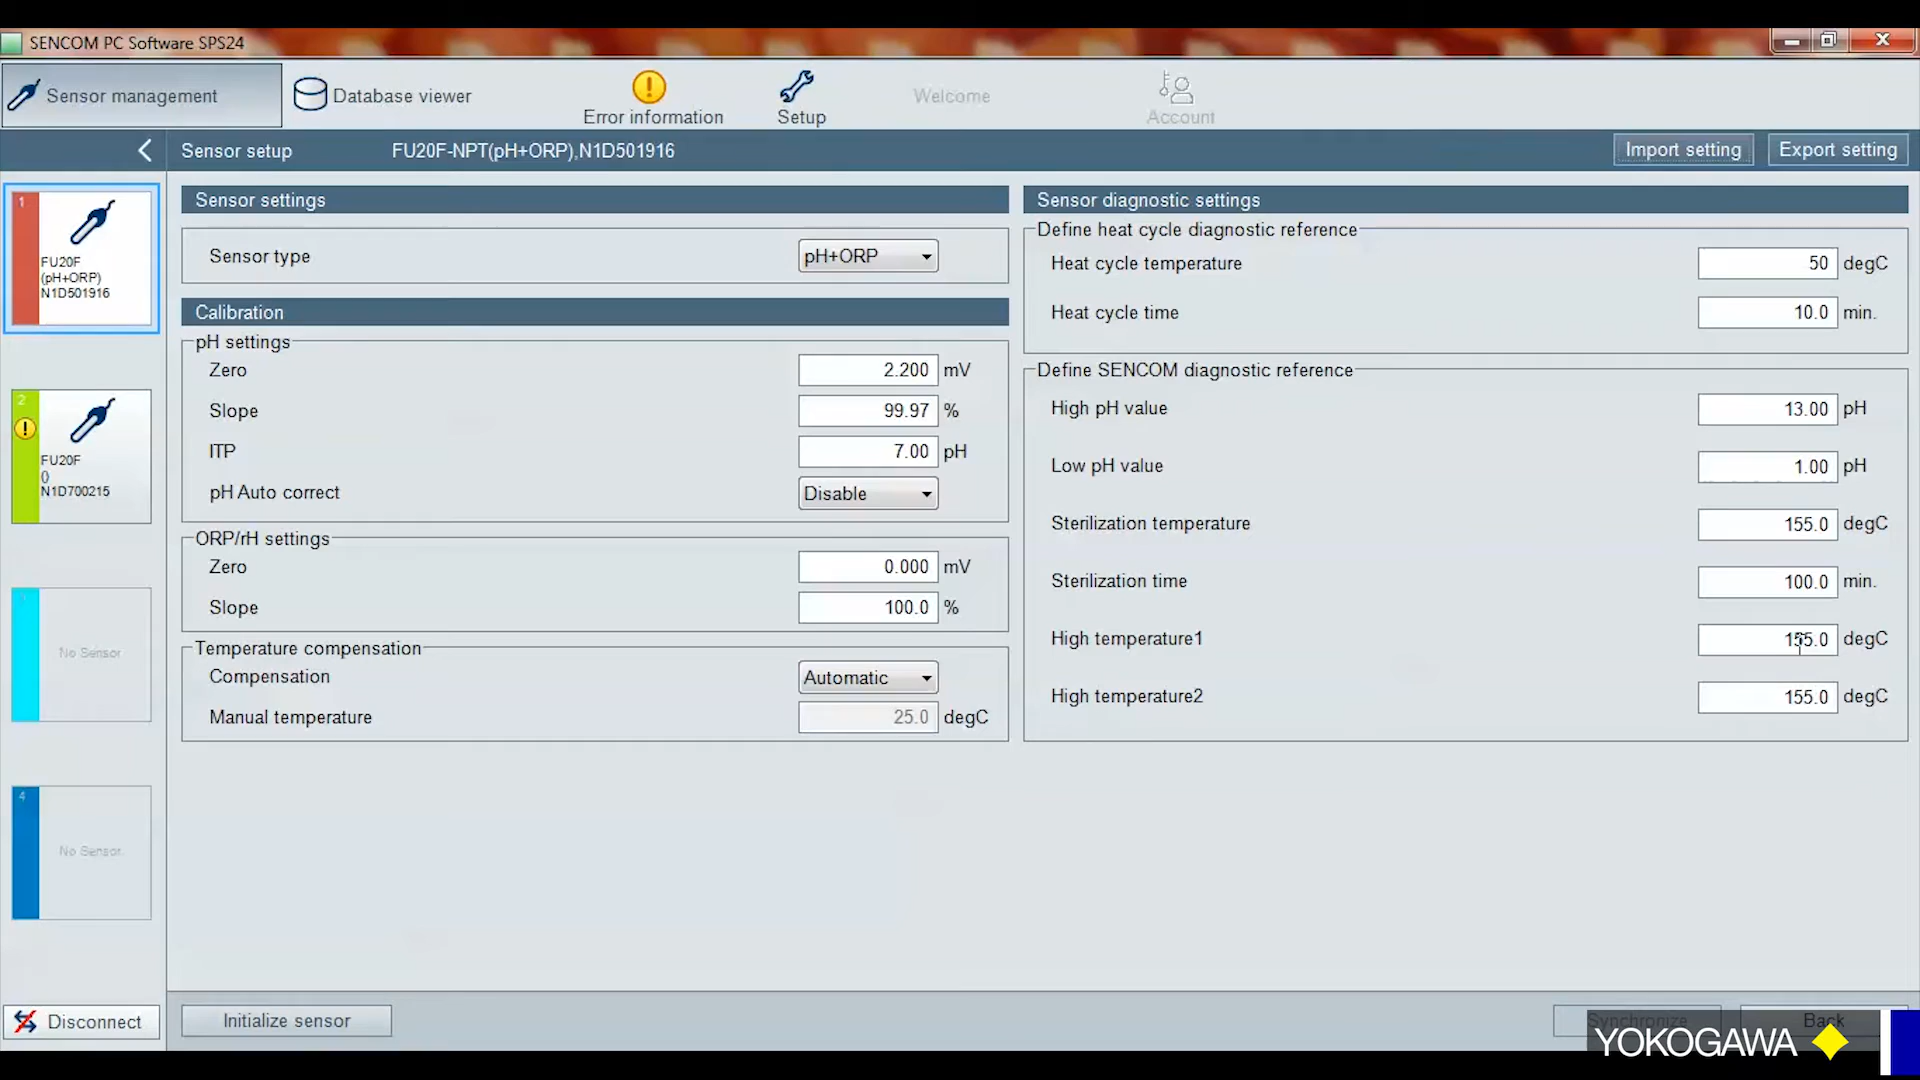 SENCOM PC Software SPS24
Sensor management
Database viewer
Error information
Setup
Welcome
Account
Sensor setup
FU20F-NPT(pH+ORP),N1D501916
Import setting
Export setting
1
FU20F
(pH+ORP)
N1D501916
2
FU20F
()
N1D700215
No Sensor
4
No Sensor
Disconnect
Sensor settings
Sensor type pH+ORP
Calibration
pH settings
Zero 2.200 mV
Slope 99.97 %
ITP 7.00 pH
pH Auto correct Disable
ORP/rH settings
Zero 0.000 mV
Slope 100.0 %
Temperature compensation
Compensation Automatic
Manual temperature 25.0 degC
Sensor diagnostic settings
Define heat cycle diagnostic reference
Heat cycle temperature 50 degC
Heat cycle time 10.0 min.
Define SENCOM diagnostic reference
High pH value 13.00 pH
Low pH value 1.00 pH
Sterilization temperature 155.0 degC
Sterilization time 100.0 min.
High temperature1 155.0 degC
High temperature2 155.0 degC
Initialize sensor
Synchronize
Back
YOKOGAWA